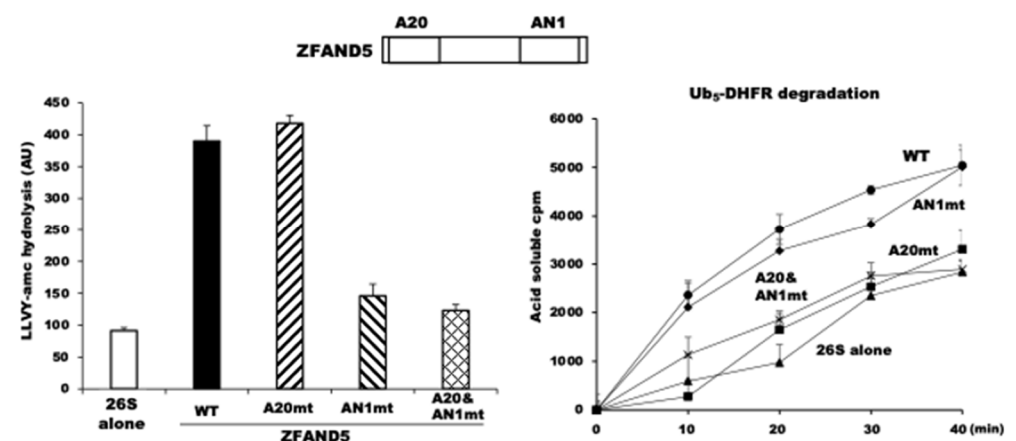 A20 AN1
ZFAND5
LLVY-amc hydrolysis (AU)
450
400
350
300
250
200
150
100
50
0
26S
alone
WT
A20mt
AN1mt
A20&
AN1mt
ZFAND5
Ub₅-DHFR degradation
Acid soluble cpm
6000
5000
4000
3000
2000
1000
0
WT
AN1mt
A20mt
A20&
AN1mt
26S alone
0 10 20 30 40 (min)